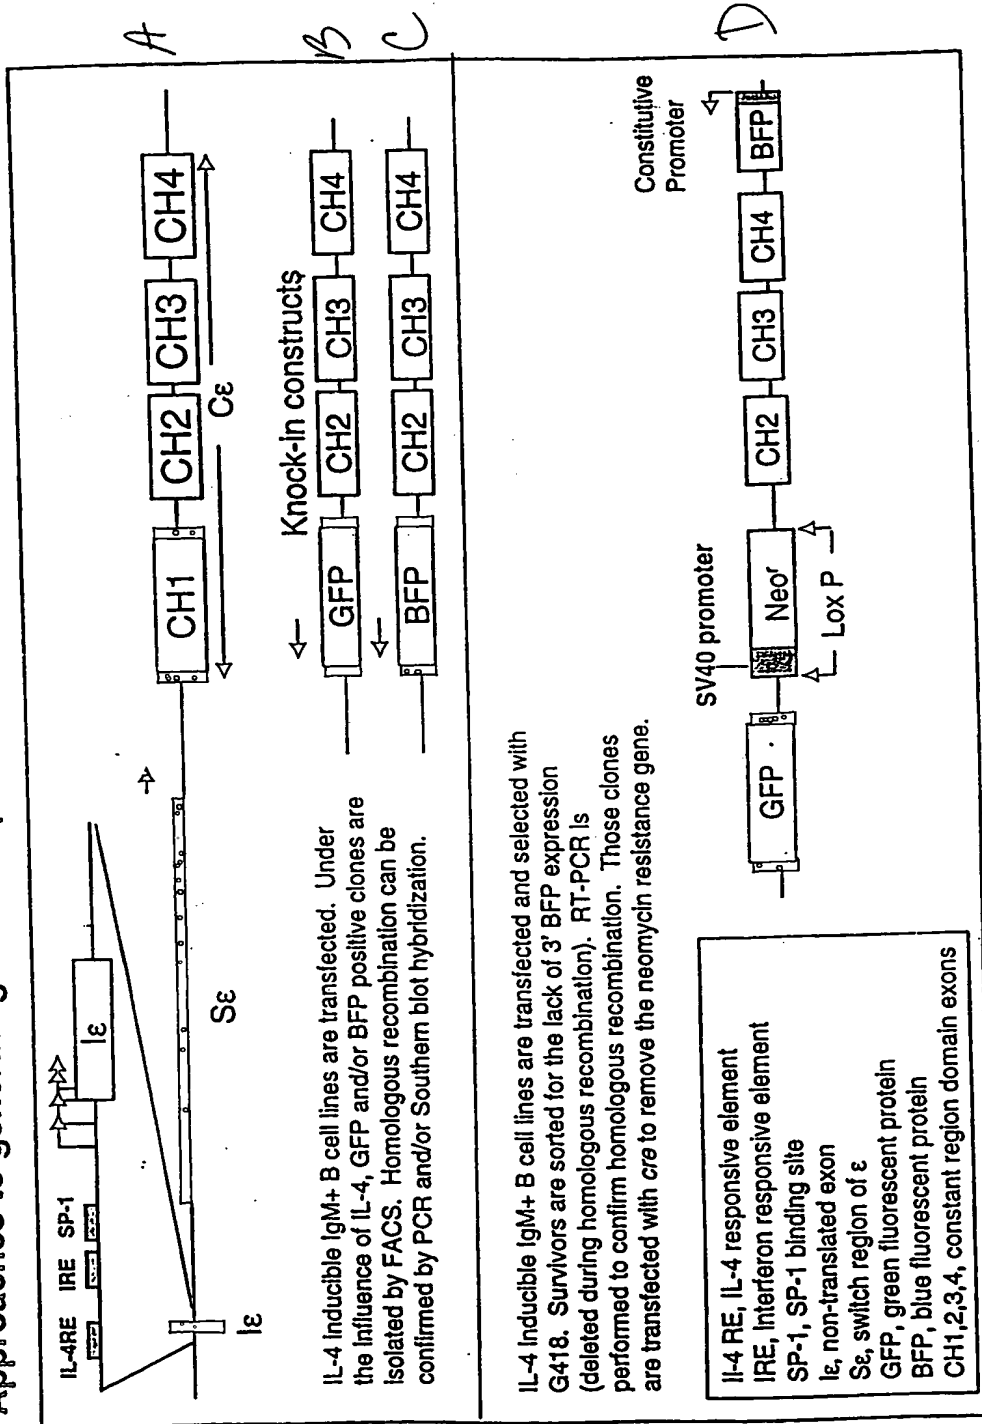 IL-4RE IRE SP-1
Iε
Iε
Sε
CH1
CH2
CH3
CH4
Cε
A
Knock-in constructs
IL-4 Inducible IgM+ B cell lines are transfected. Under
the Influence of IL-4, GFP and/or BFP positive clones are
Isolated by FACS. Homologous recombination can be
confirmed by PCR and/or Southern blot hybridization.
GFP CH2 CH3 CH4
B
BFP CH2 CH3 CH4
C
IL-4 Inducible IgM+ B cell lines are transfected and selected with
G418. Survivors are sorted for the lack of 3' BFP expression
(deleted during homologous recombination). RT-PCR is
performed to confirm homologous recombination. Those clones
are transfected with cre to remove the neomycin resistance gene.
SV40 promoter
Constitutive
Promoter
GFP Neoʳ CH2 CH3 CH4 BFP
Lox P
D
Il-4 RE, IL-4 responsive element
IRE, Interferon responsive element
SP-1, SP-1 binding site
Iε, non-translated exon
Sε, switch region of ε
GFP, green fluorescent protein
BFP, blue fluorescent protein
CH1,2,3,4, constant region domain exons